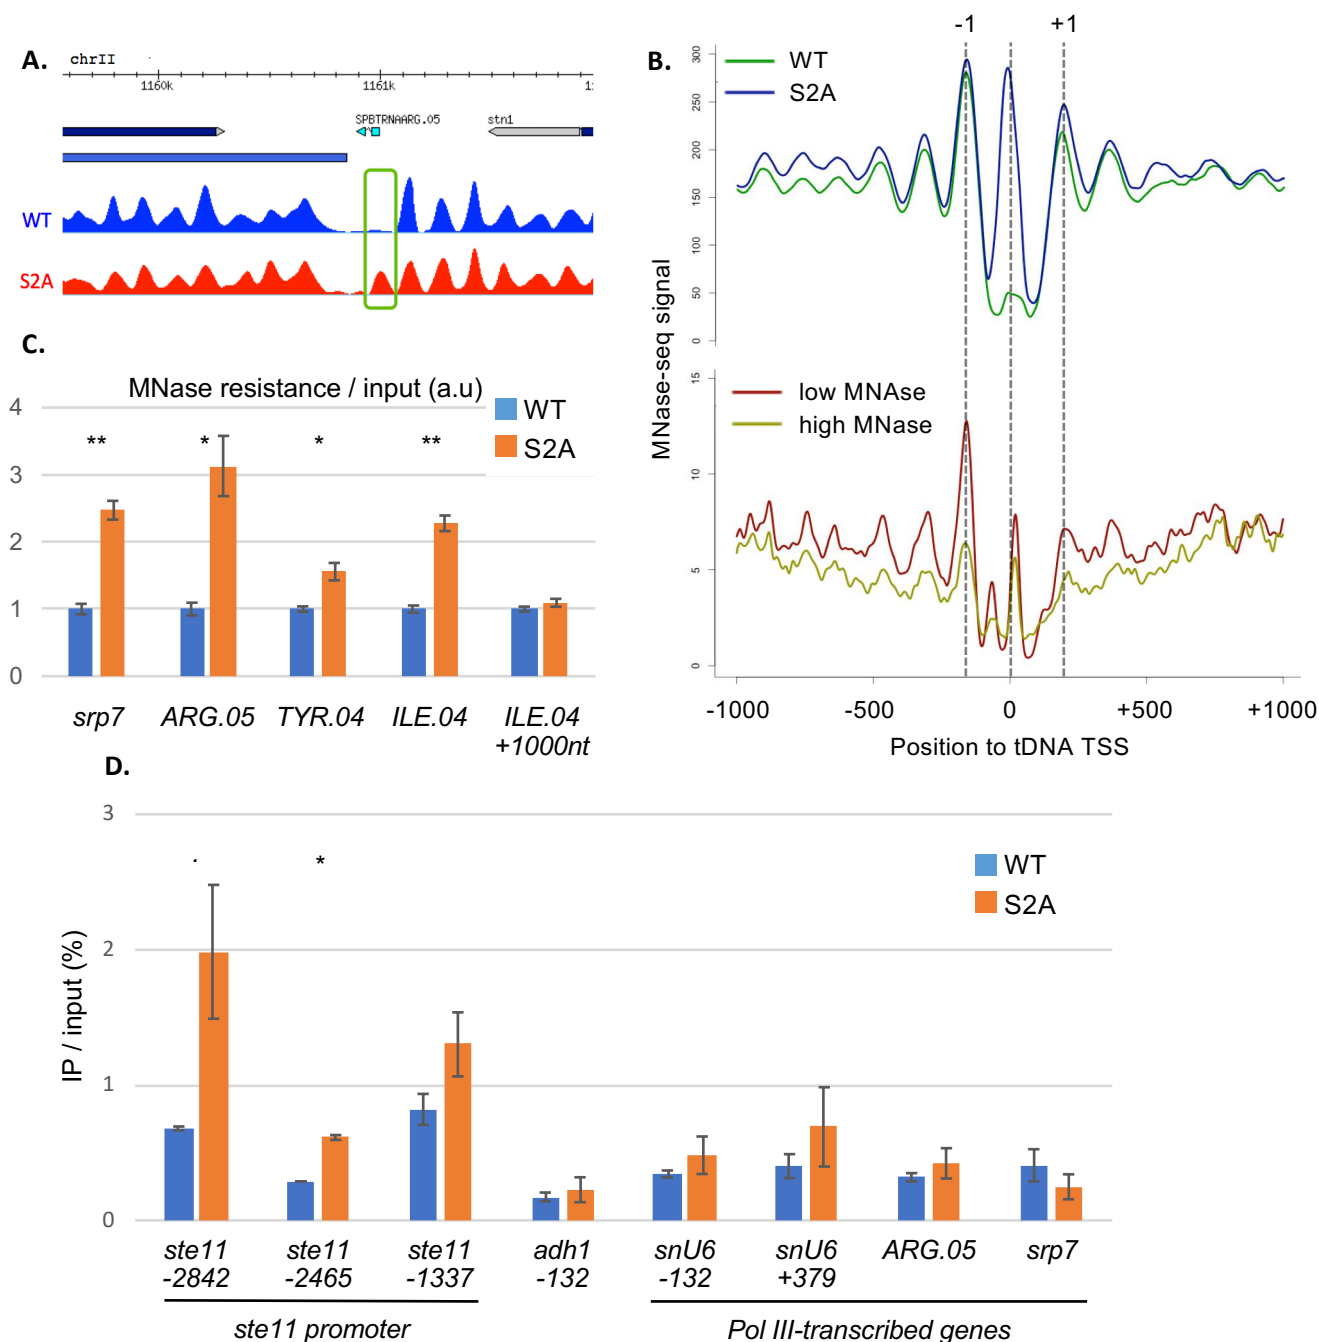 A.
chrII
1160k
1161k
1:
SPBTRNAARG.05
stn1
WT
S2A
B.
-1
+1
WT
S2A
300
250
200
150
100
50
0
MNase-seq signal
low MNAse
high MNase
15
10
5
0
-1000
-500
0
+500
+1000
Position to tDNA TSS
C.
MNase resistance / input (a.u)
WT
S2A
4
3
2
1
0
**
*
*
**
srp7
ARG.05
TYR.04
ILE.04
ILE.04
+1000nt
D.
IP / input (%)
3
2
1
0
.
*
WT
S2A
ste11
-2842
ste11
-2465
ste11
-1337
adh1
-132
snU6
-132
snU6
+379
ARG.05
srp7
ste11 promoter
Pol III-transcribed genes